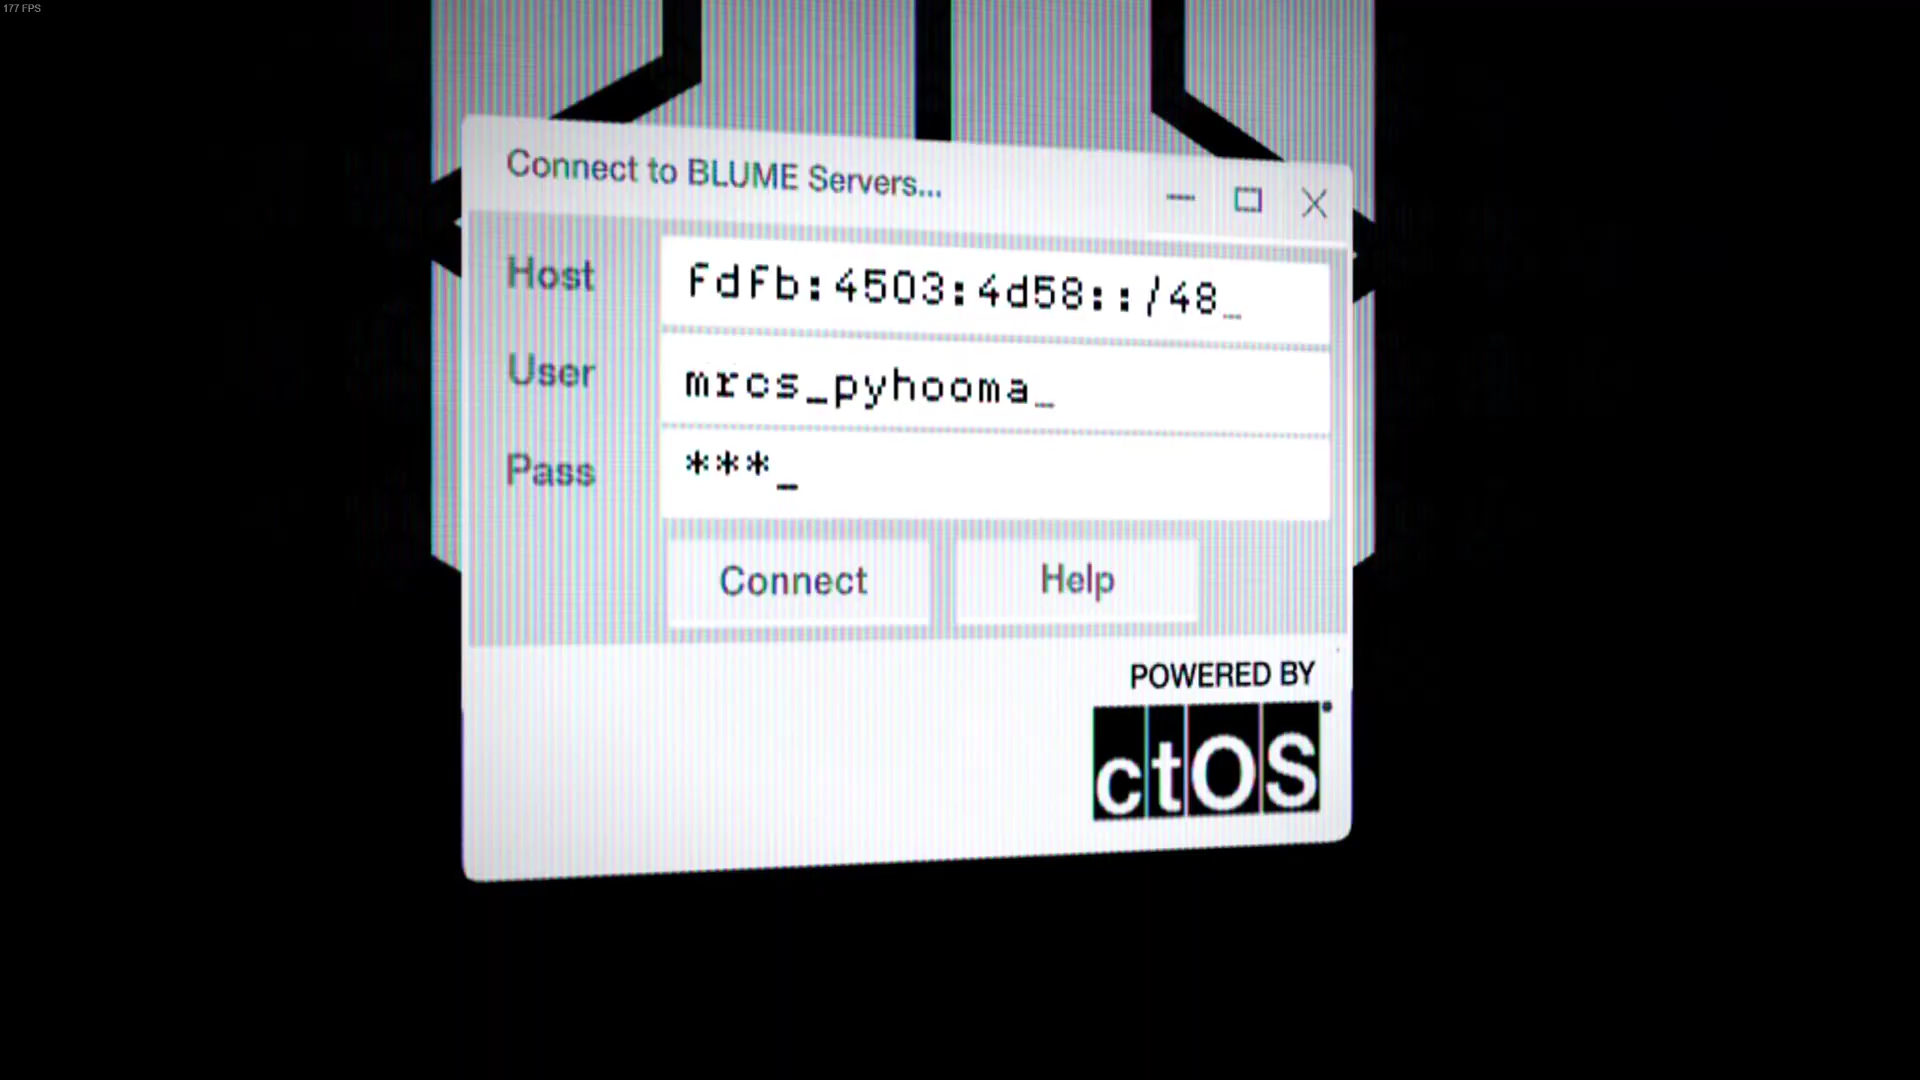 177 FPS
Connect to BLUME Servers...
Host fdfb:4503:4d58::/48_
User mrcs_pyhooma_
Pass ***_
Connect Help
POWERED BY
ctOS